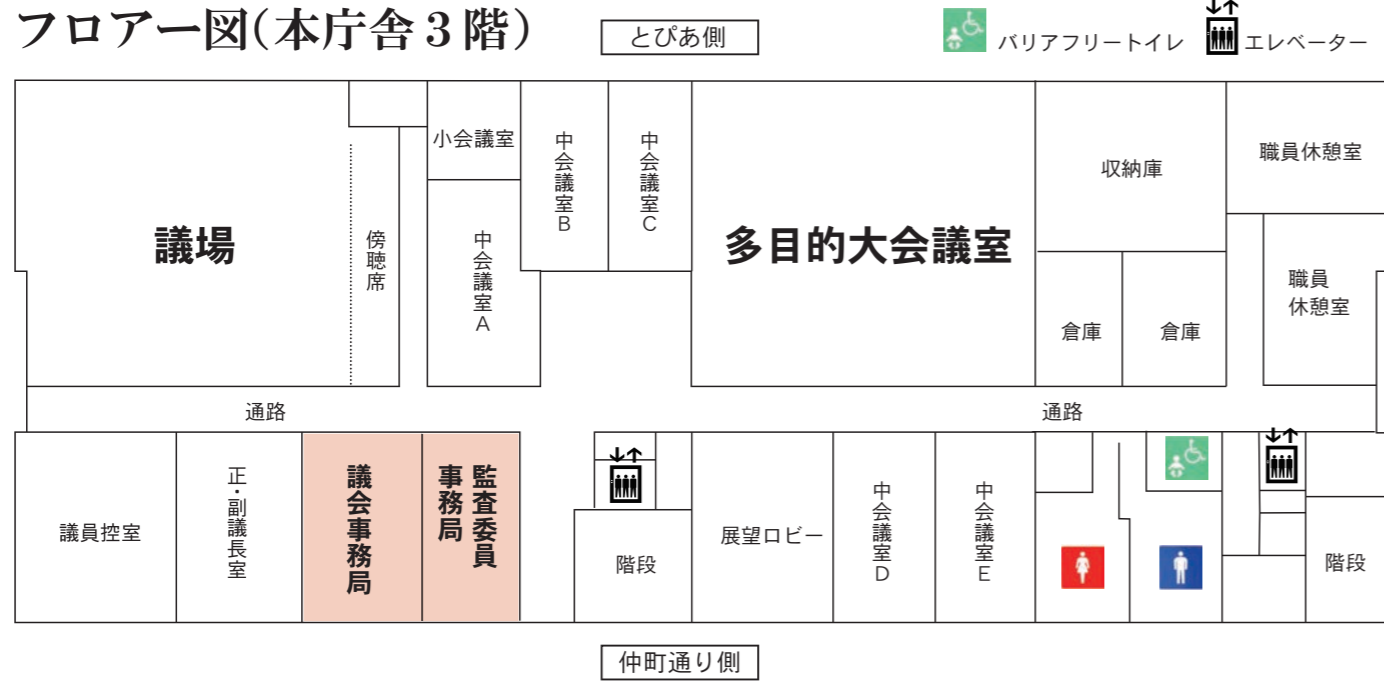 フロアー図(本庁舎３階)
とぴあ側
バリアフリートイレ
エレベーター
議場
傍聴席
小会議室
中会議室A
中会議室B
中会議室C
多目的大会議室
収納庫
倉庫
倉庫
職員休憩室
職員
休憩室
通路
通路
議員控室
正・副議長室
議会事務局
監査委員
事務局
階段
展望ロビー
中会議室D
中会議室E
階段
仲町通り側